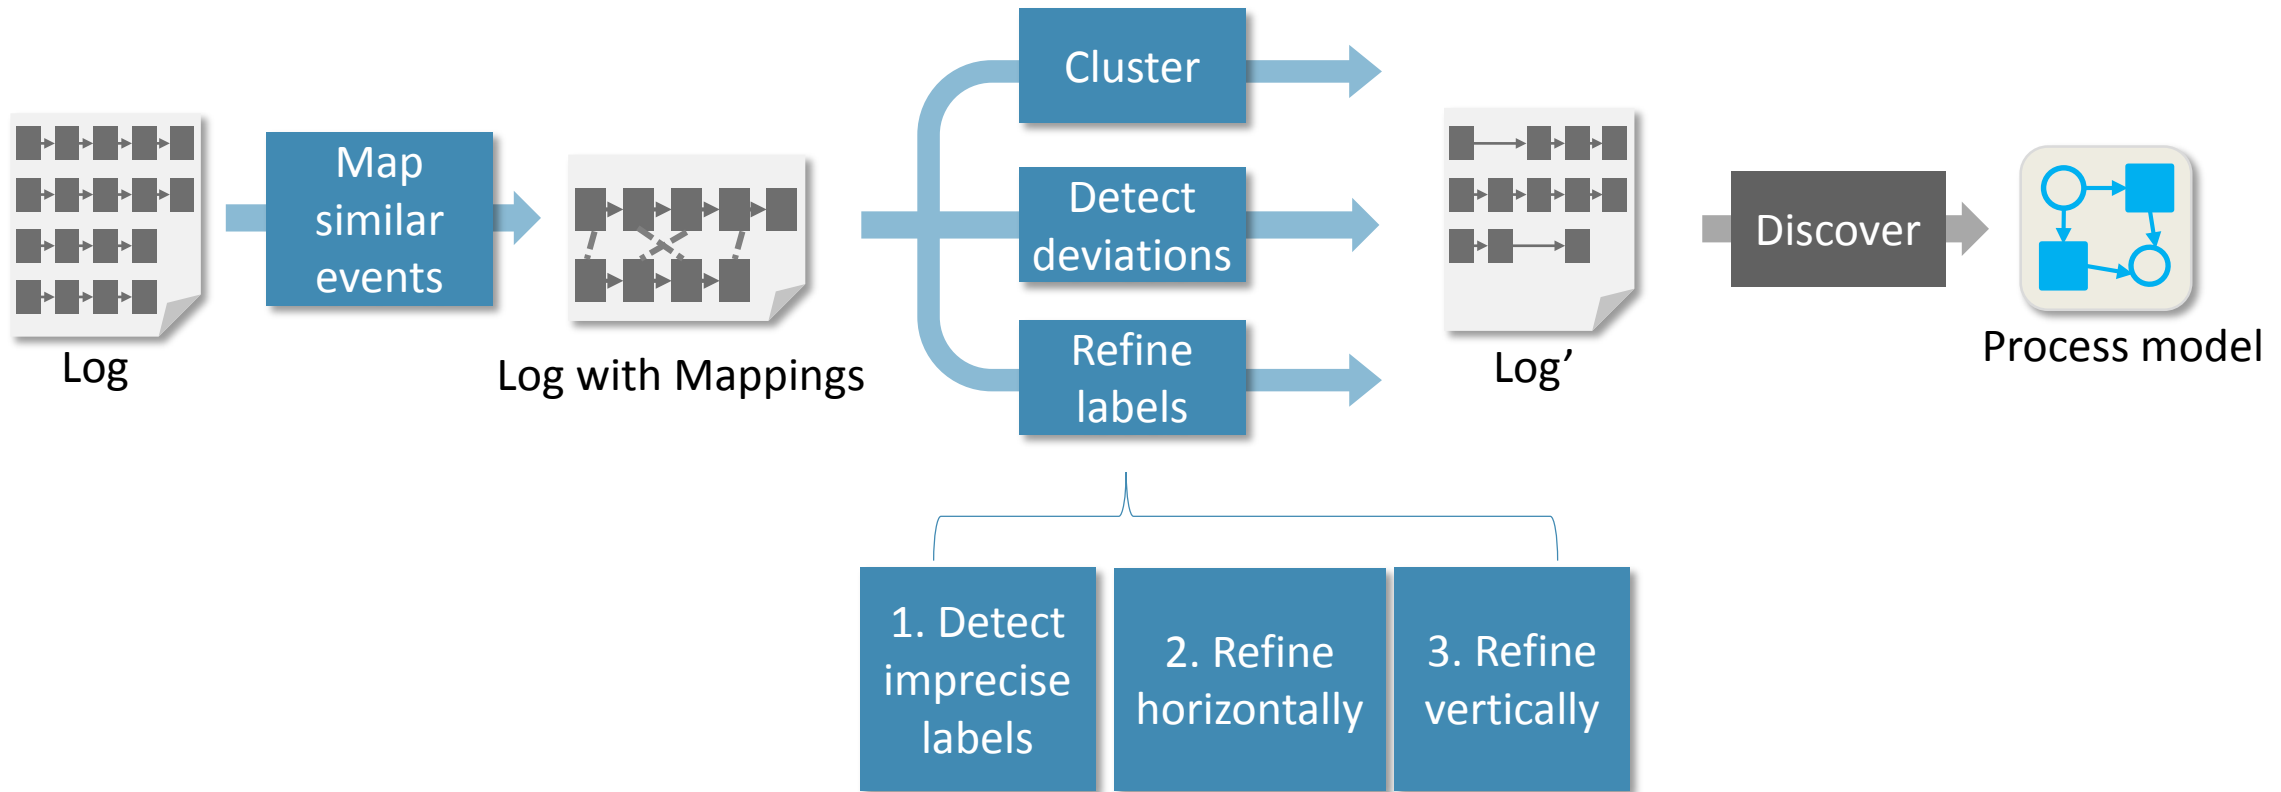 Log
Map
similar
events
Log with Mappings
Cluster
Detect
deviations
Refine
labels
Log’
Discover
Process model
1. Detect
imprecise
labels
2. Refine
horizontally
3. Refine
vertically